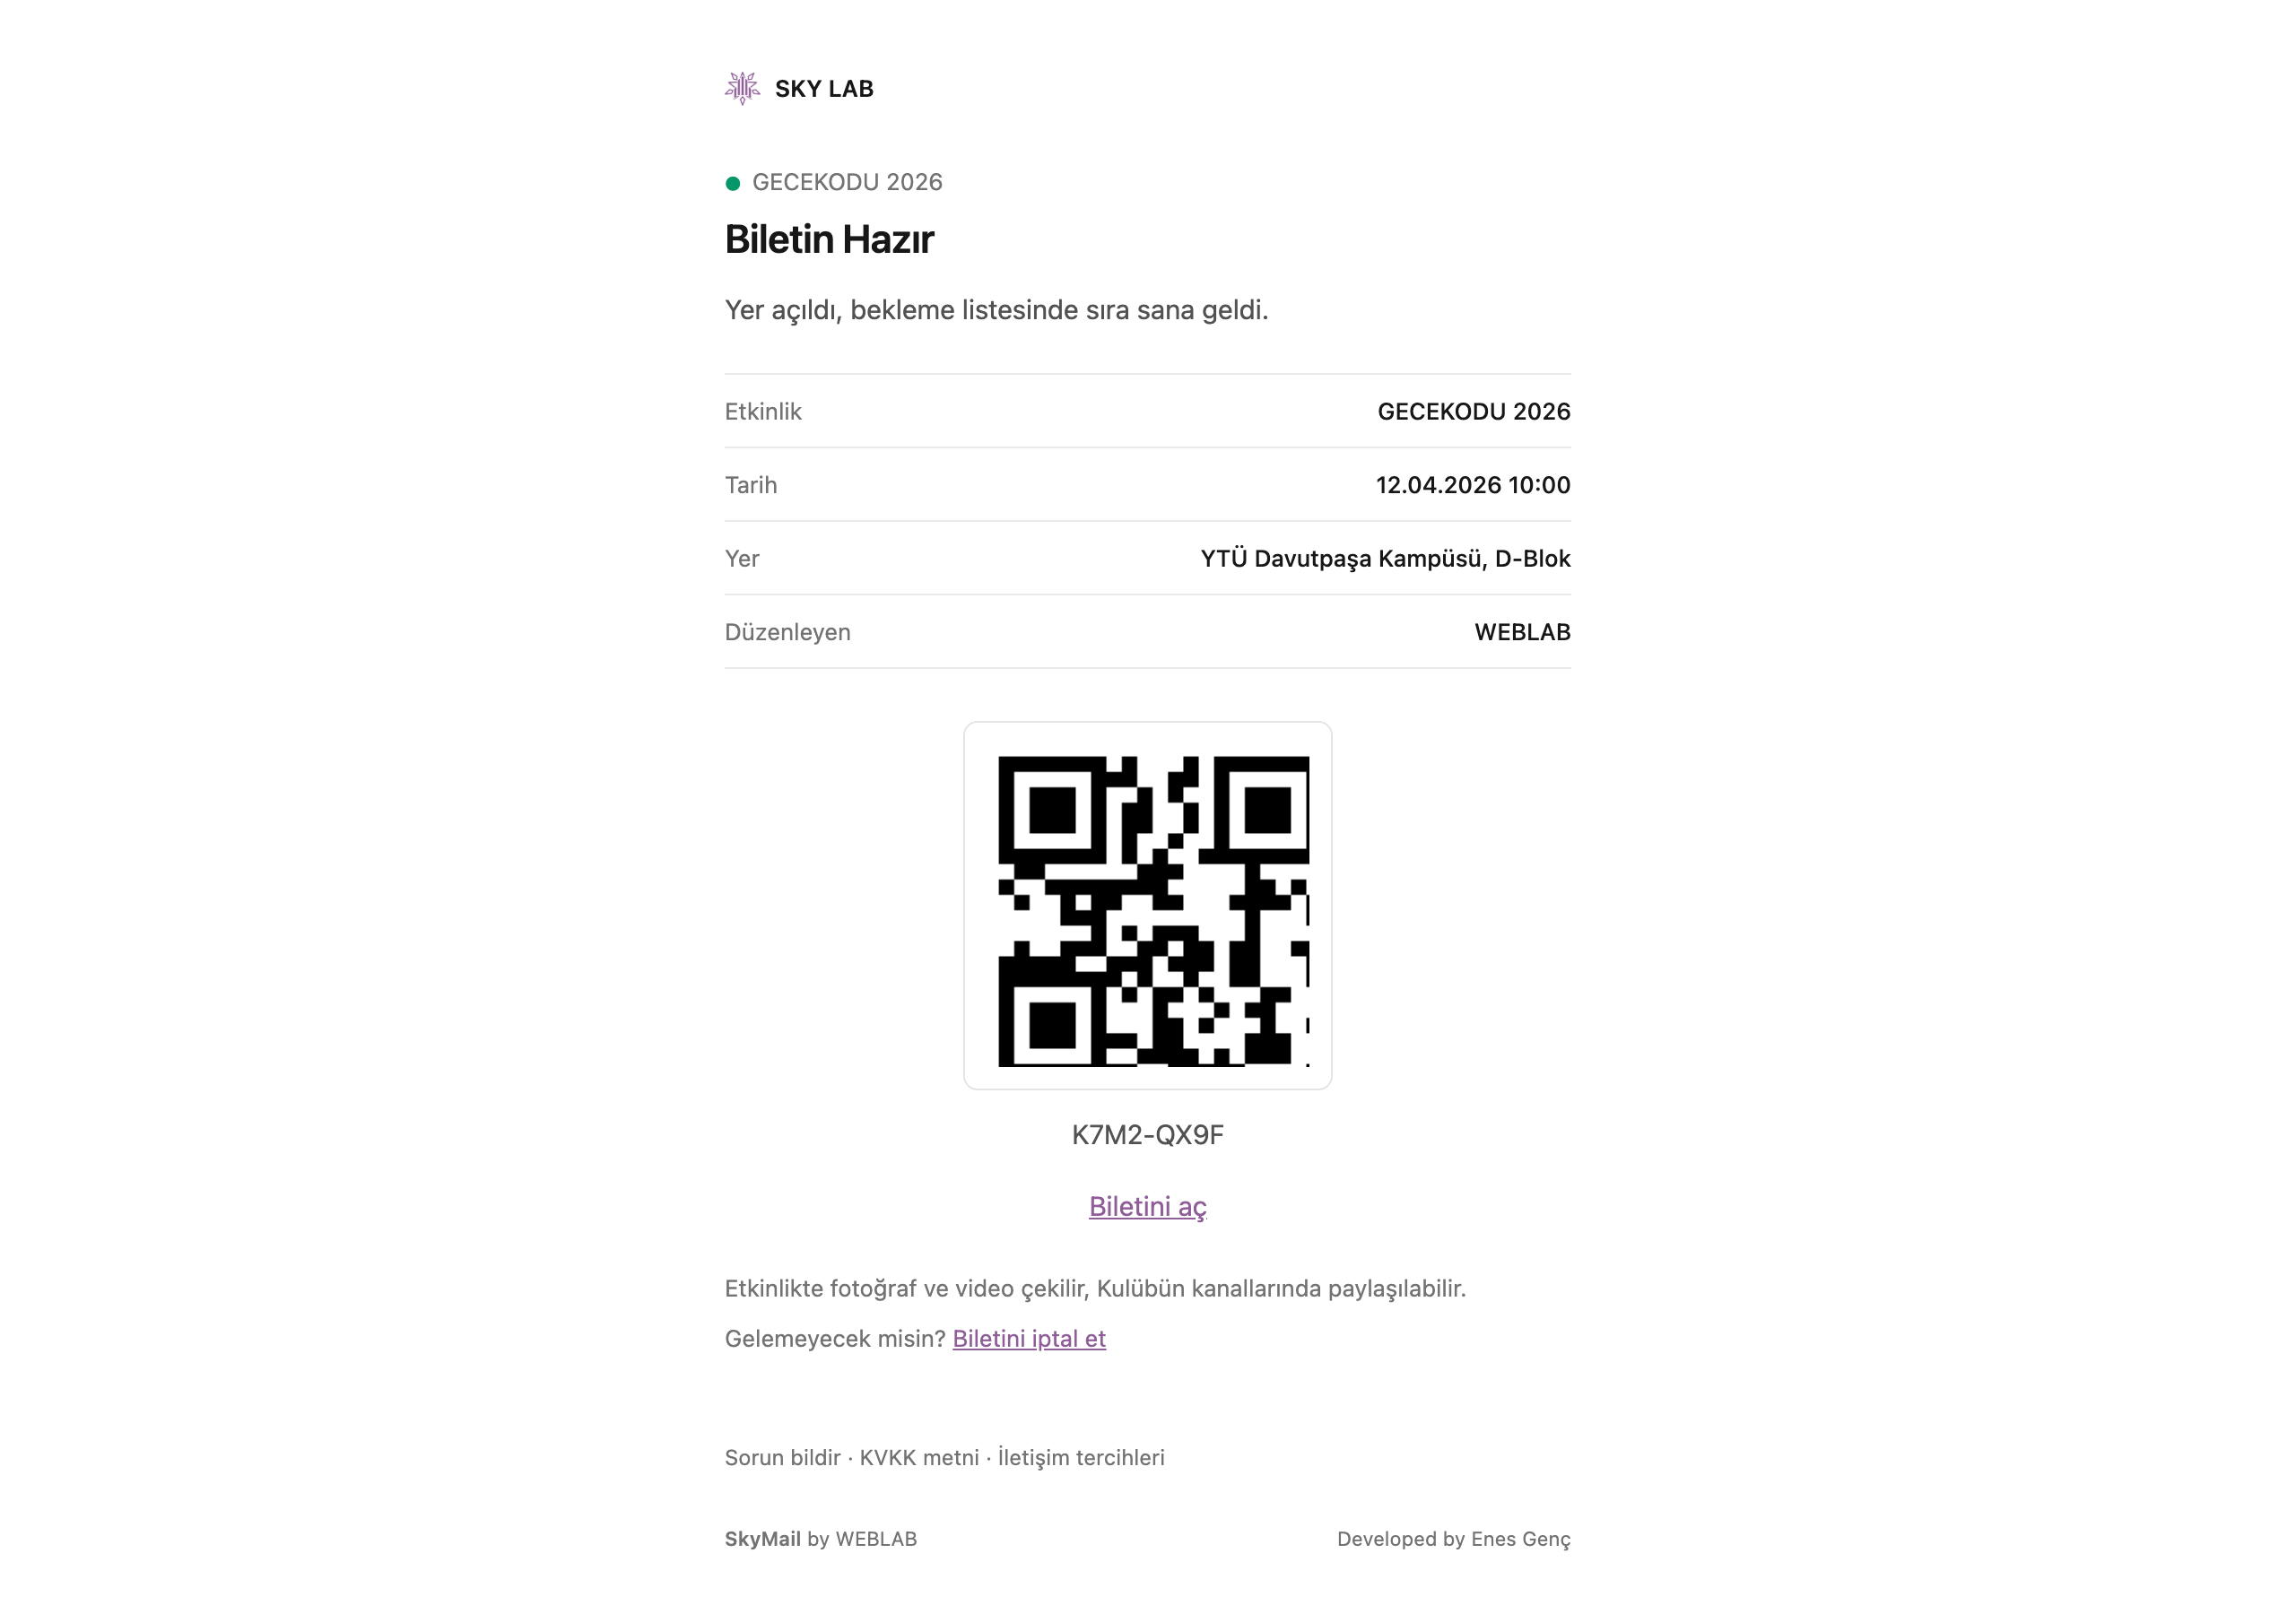 SKY LAB
GECEKODU 2026
Biletin Hazır
Yer açıldı, bekleme listesinde sıra sana geldi.
Etkinlik GECEKODU 2026
Tarih 12.04.2026 10:00
Yer YTÜ Davutpaşa Kampüsü, D-Blok
Düzenleyen WEBLAB
K7M2-QX9F
Biletini aç
Etkinlikte fotoğraf ve video çekilir, Kulübün kanallarında paylaşılabilir.
Gelemeyecek misin? Biletini iptal et
Sorun bildir · KVKK metni · İletişim tercihleri
SkyMail by WEBLAB Developed by Enes Genç